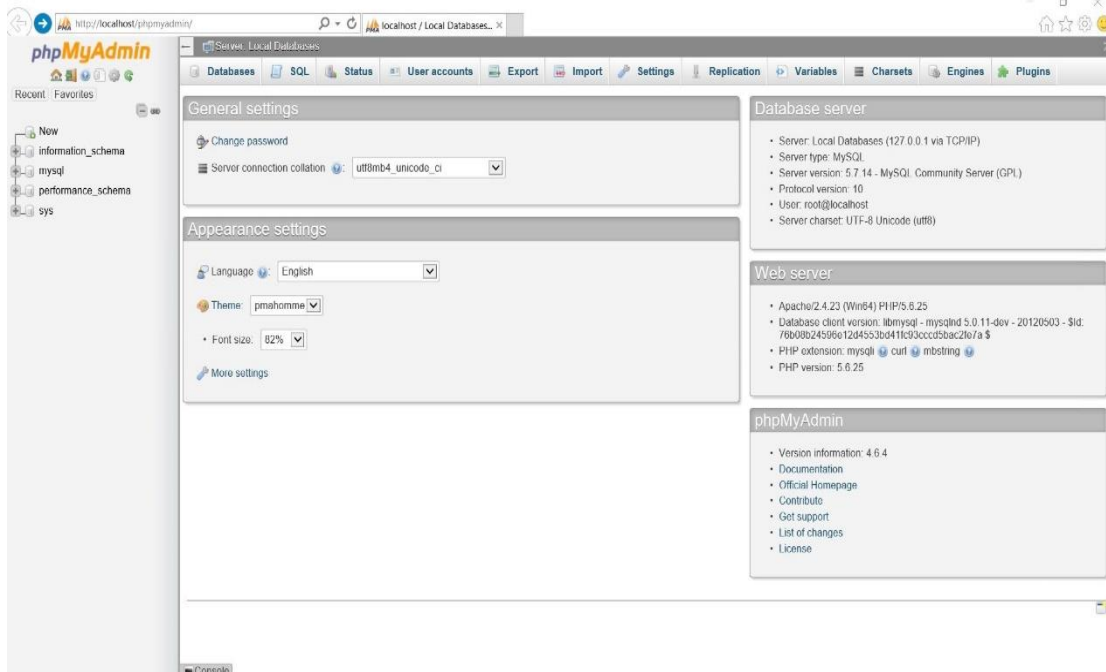 http://localhost/phpmyadmin/
localhost / Local Databases...
phpMyAdmin
Recent Favorites
New
information_schema
mysql
performance_schema
sys
Server: Local Databases
Databases SQL Status User accounts Export Import Settings Replication Variables Charsets Engines Plugins
General settings
Change password
Server connection collation : utf8mb4_unicode_ci
Appearance settings
Language : English
Theme: pmahomme
• Font size: 82%
More settings
Database server
• Server: Local Databases (127.0.0.1 via TCP/IP)
• Server type: MySQL
• Server version: 5.7.14 - MySQL Community Server (GPL)
• Protocol version: 10
• User: root@localhost
• Server charset: UTF-8 Unicode (utf8)
Web server
• Apache/2.4.23 (Win64) PHP/5.6.25
• Database client version: libmysql - mysqlnd 5.0.11-dev - 20120503 - $Id:
76b08b24596e12d4553bd41fc93cccd5bac2fe7a $
• PHP extension: mysqli curl mbstring
• PHP version: 5.6.25
phpMyAdmin
• Version information: 4.6.4
• Documentation
• Official Homepage
• Contribute
• Get support
• List of changes
• License
Console